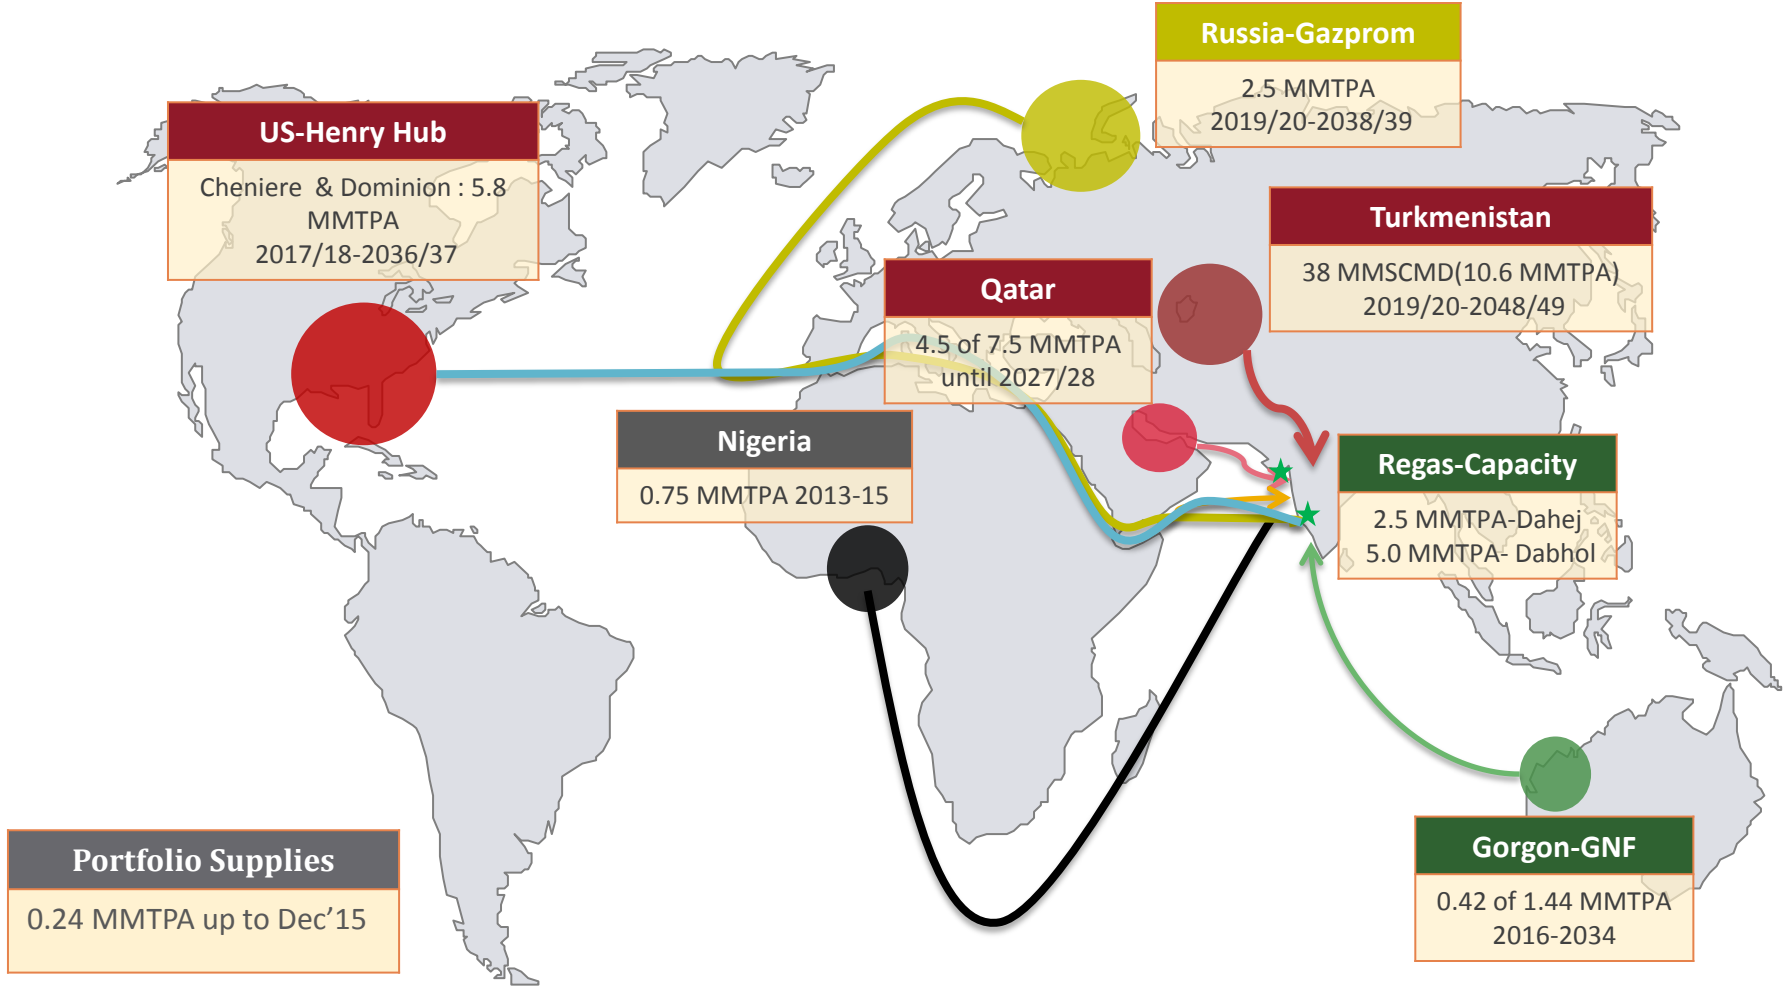 Russia-Gazprom
2.5 MMTPA
2019/20-2038/39
US-Henry Hub
Cheniere & Dominion : 5.8
MMTPA
2017/18-2036/37
Turkmenistan
38 MMSCMD(10.6 MMTPA)
2019/20-2048/49
Qatar
4.5 of 7.5 MMTPA
until 2027/28
Nigeria
0.75 MMTPA 2013-15
Regas-Capacity
2.5 MMTPA-Dahej
5.0 MMTPA- Dabhol
Portfolio Supplies
0.24 MMTPA up to Dec’15
Gorgon-GNF
0.42 of 1.44 MMTPA
2016-2034